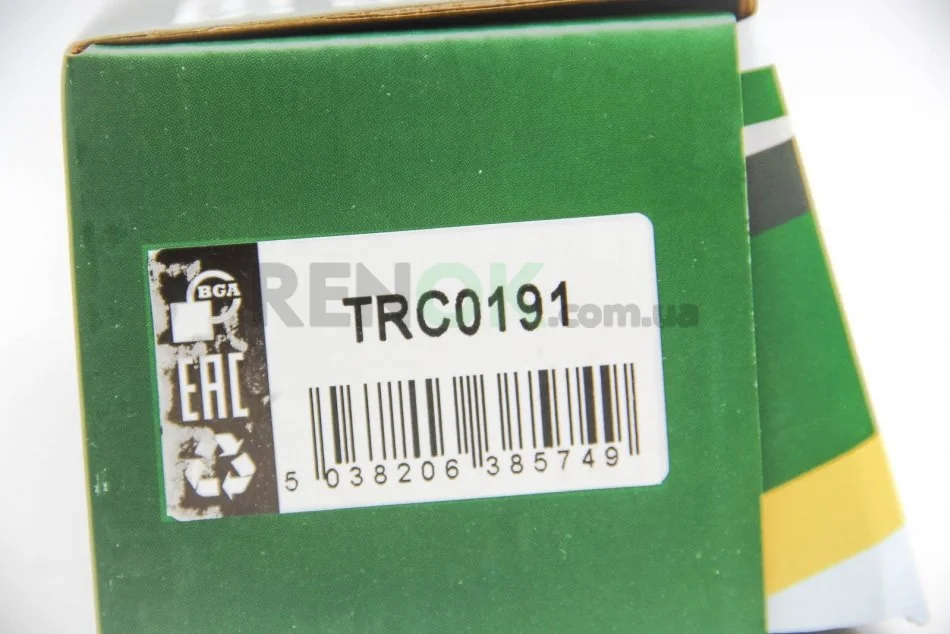 BGA
RENOK.com.ua
TRC0191
EAC
5 038206 385749